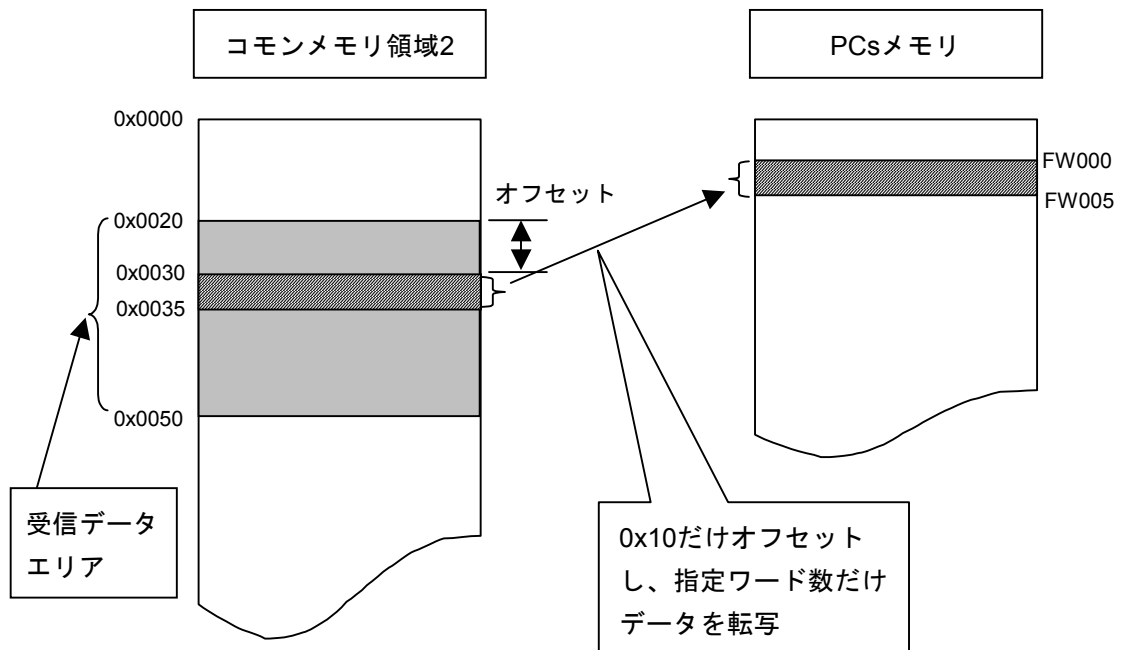 コモンメモリ領域2
PCsメモリ
0x0000
FW000
オフセット
FW005
0x0020
0x0030
0x0035
0x0050
受信データ
エリア
0x10だけオフセット
し、指定ワード数だけ
データを転写